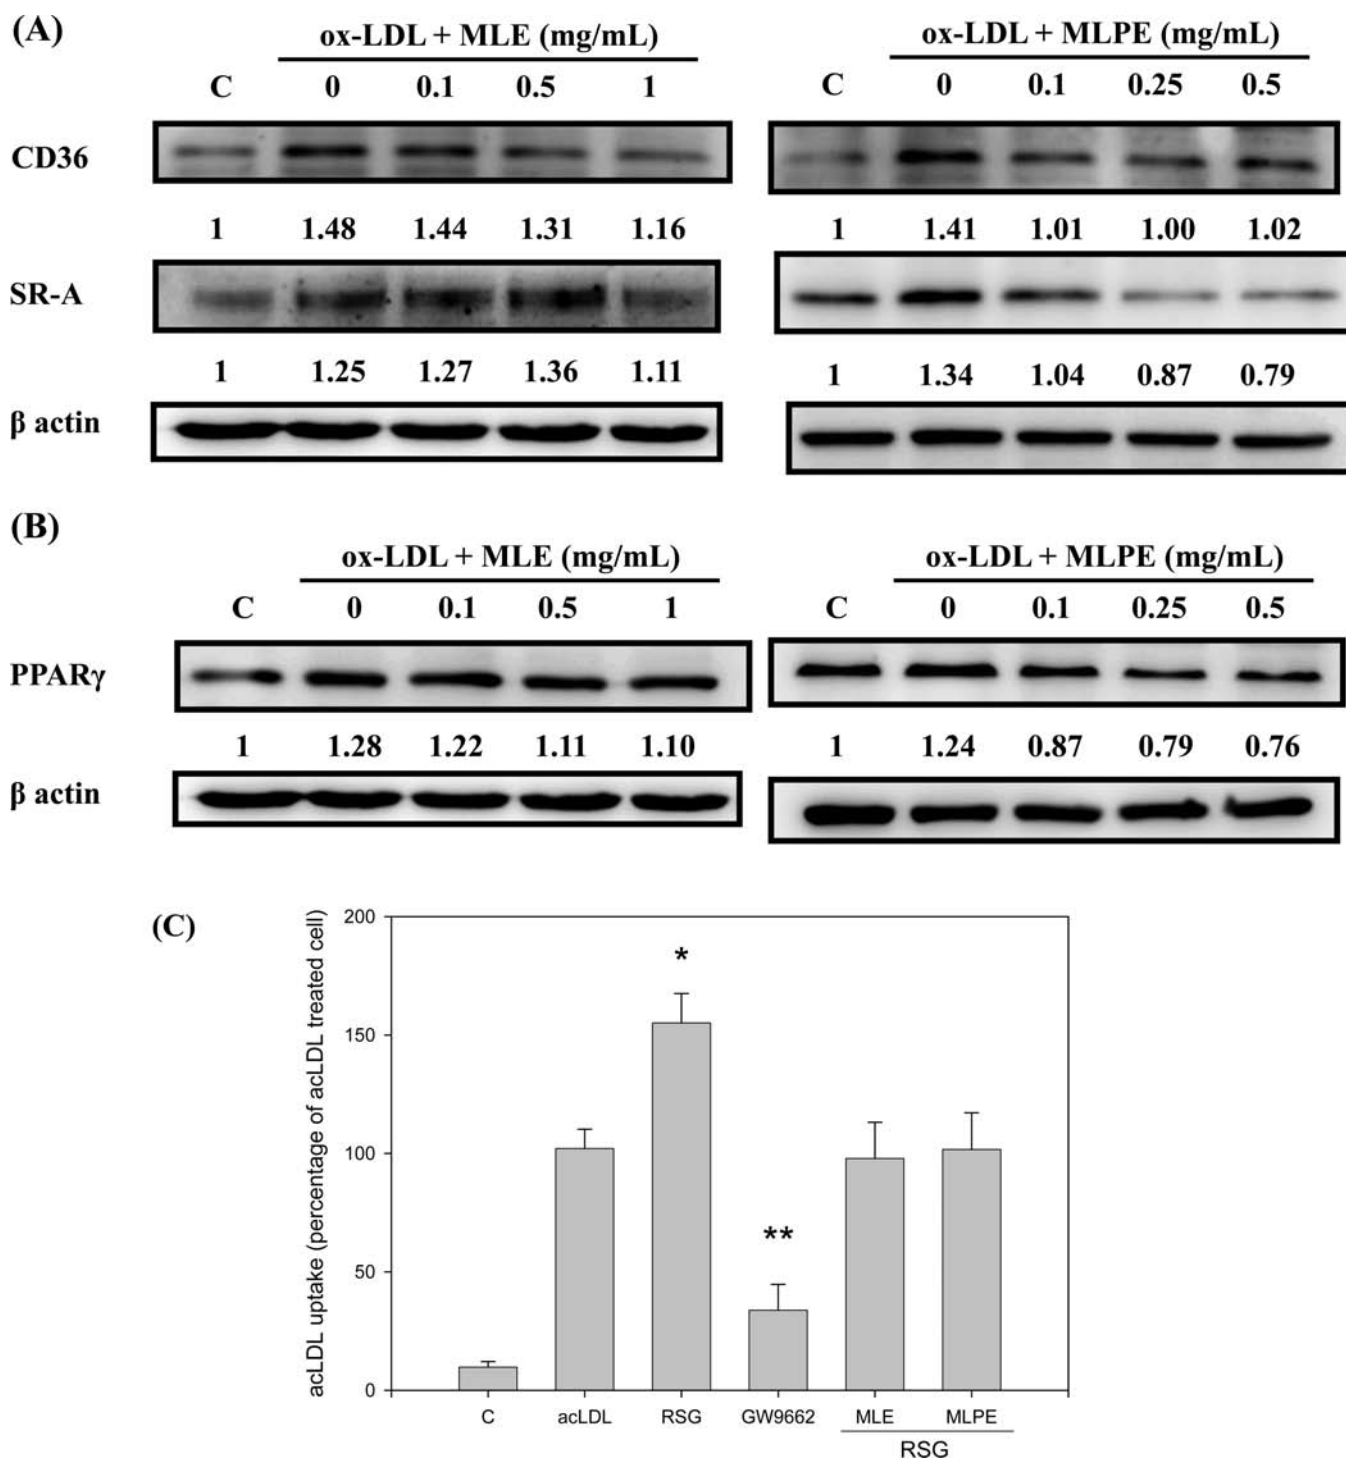 (A)
ox-LDL + MLE (mg/mL) ox-LDL + MLPE (mg/mL)
C 0 0.1 0.5 1 C 0 0.1 0.25 0.5
CD36
1 1.48 1.44 1.31 1.16 1 1.41 1.01 1.00 1.02
SR-A
1 1.25 1.27 1.36 1.11 1 1.34 1.04 0.87 0.79
β actin
(B)
ox-LDL + MLE (mg/mL) ox-LDL + MLPE (mg/mL)
C 0 0.1 0.5 1 C 0 0.1 0.25 0.5
PPARγ
1 1.28 1.22 1.11 1.10 1 1.24 0.87 0.79 0.76
β actin
(C)
acLDL uptake (percentage of acLDL treated cell)
200
150
100
50
0
*
**
C acLDL RSG GW9662 MLE MLPE
RSG